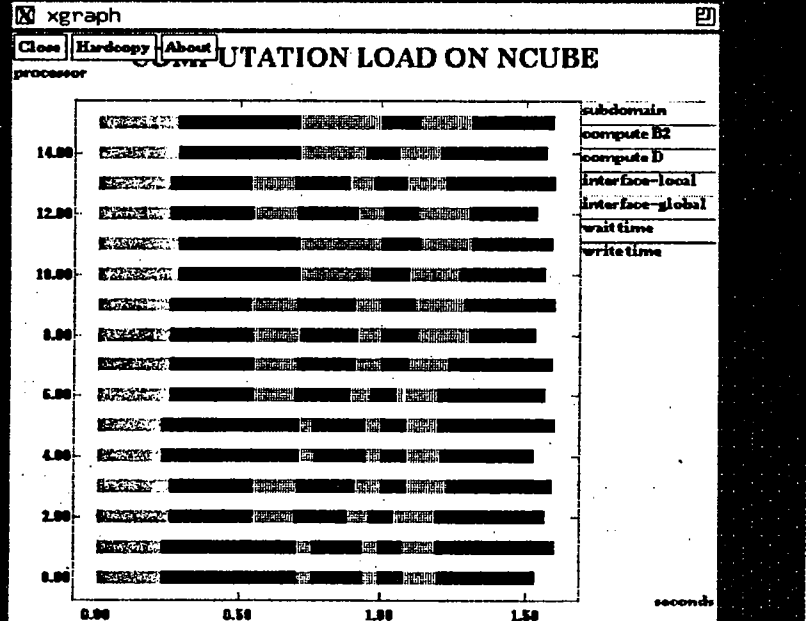 xgraph
Close Hardcopy About
COMPUTATION LOAD ON NCUBE
processor
subdomain
compute B2
compute D
interface-local
interface-global
wait time
write time
14.00
12.00
10.00
8.00
6.00
4.00
2.00
0.00
0.00 0.50 1.00 1.50
seconds